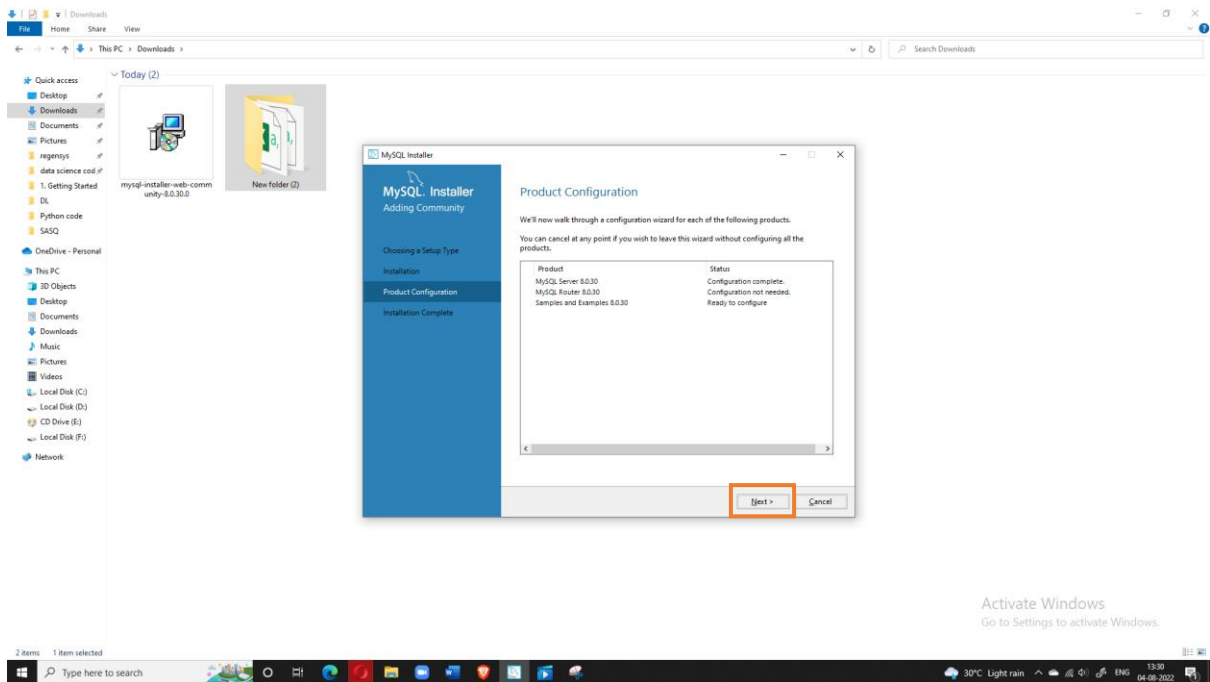 Downloads
File Home Share View
This PC > Downloads >
Search Downloads
Quick access
Desktop
Downloads
Documents
Pictures
regensys
data science cod
1. Getting Started
DL
Python code
SASQ
OneDrive - Personal
This PC
3D Objects
Desktop
Documents
Downloads
Music
Pictures
Videos
Local Disk (C:)
Local Disk (D:)
CD Drive (E:)
Local Disk (F:)
Network
Today (2)
mysql-installer-web-comm
unity-8.0.30.0
New folder (2)
MySQL Installer
MySQL. Installer
Adding Community
Choosing a Setup Type
Installation
Product Configuration
Installation Complete
Product Configuration
We'll now walk through a configuration wizard for each of the following products.
You can cancel at any point if you wish to leave this wizard without configuring all the
products.
Product Status
MySQL Server 8.0.30 Configuration complete.
MySQL Router 8.0.30 Configuration not needed.
Samples and Examples 8.0.30 Ready to configure
Next > Cancel
Activate Windows
Go to Settings to activate Windows.
2 items 1 item selected
Type here to search
30°C Light rain ENG 13:30
04-08-2022